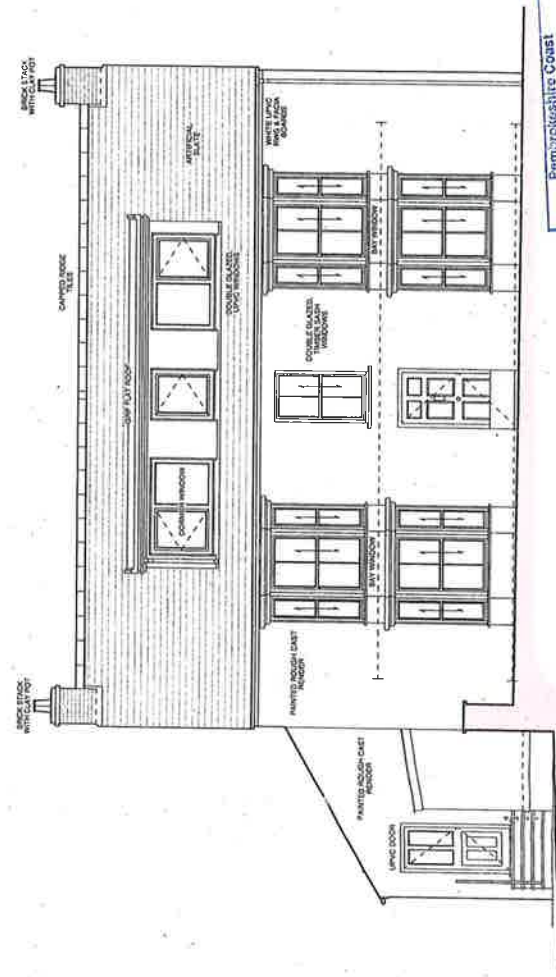 BRICK STACK
WITH CLAY POT
CAPPED RIDGE
TILES
BRICK STACK
WITH CLAY POT
GRP FLAT ROOF
ARTIFICIAL
SLATE
DORMER WINDOW
DOUBLE GLAZED,
UPVC WINDOWS
WHITE UPVC
RWG & FACIA
BOARDS
PAINTED ROUGH CAST
RENDER
DOUBLE GLAZED,
TIMBER SASH
WINDOWS
BAY WINDOW
BAY WINDOW
PAINTED ROUGH CAST
RENDER
UPVC DOOR
Pembrokeshire Coast